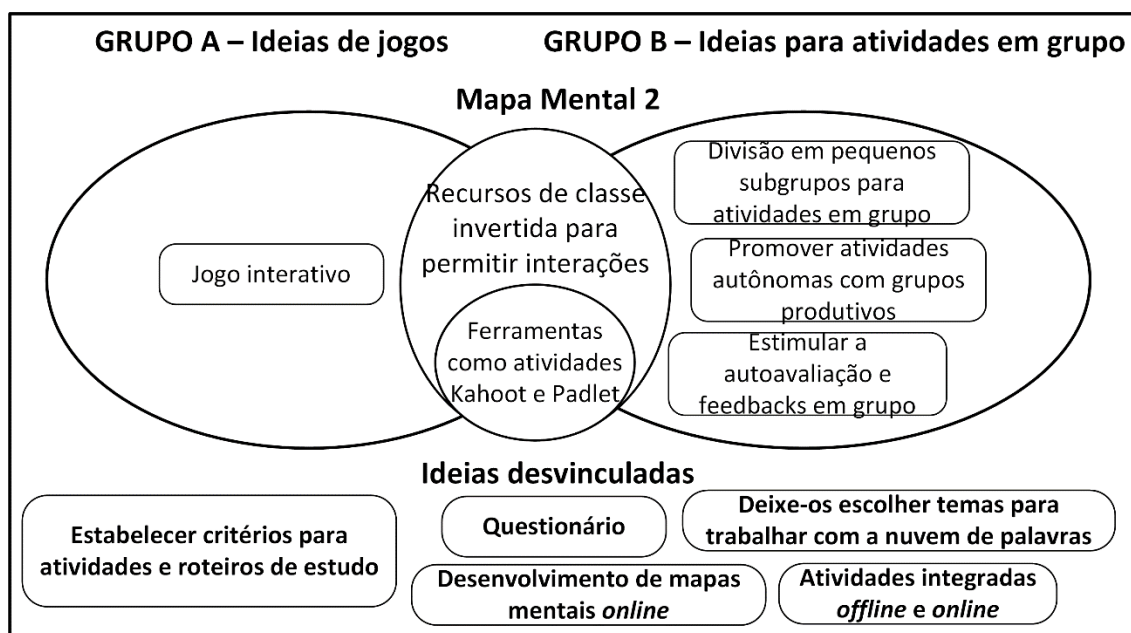 GRUPO A – Ideias de jogos
GRUPO B – Ideias para atividades em grupo
Mapa Mental 2
Jogo interativo
Recursos de classe
invertida para
permitir interações
Ferramentas
como atividades
Kahoot e Padlet
Divisão em pequenos
subgrupos para
atividades em grupo
Promover atividades
autônomas com grupos
produtivos
Estimular a
autoavaliação e
feedbacks em grupo
Ideias desvinculadas
Estabelecer critérios para
atividades e roteiros de estudo
Questionário
Deixe-os escolher temas para
trabalhar com a nuvem de palavras
Desenvolvimento de mapas
mentais online
Atividades integradas
offline e online